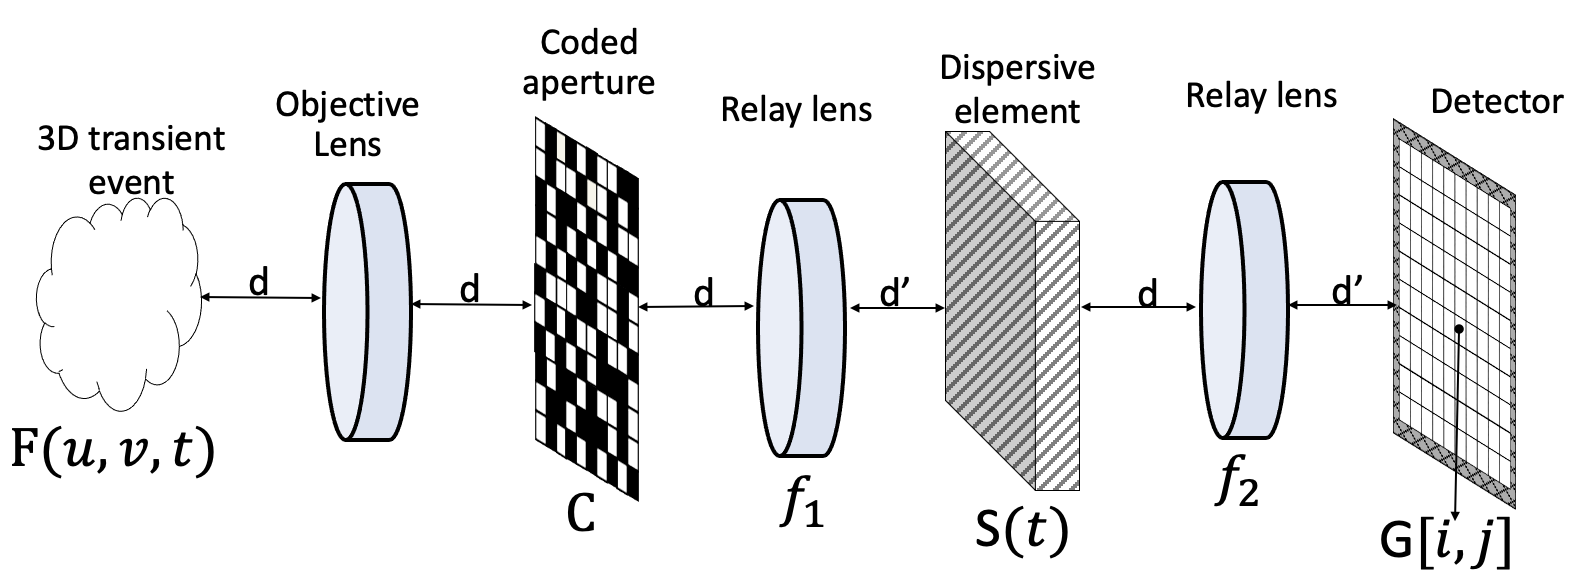 3D transient
event
Objective
Lens
Coded
aperture
Relay lens
Dispersive
element
Relay lens
Detector
d
d
d
d’
d
d’
F(u, v, t)
C
f1
S(t)
f2
G[i, j]